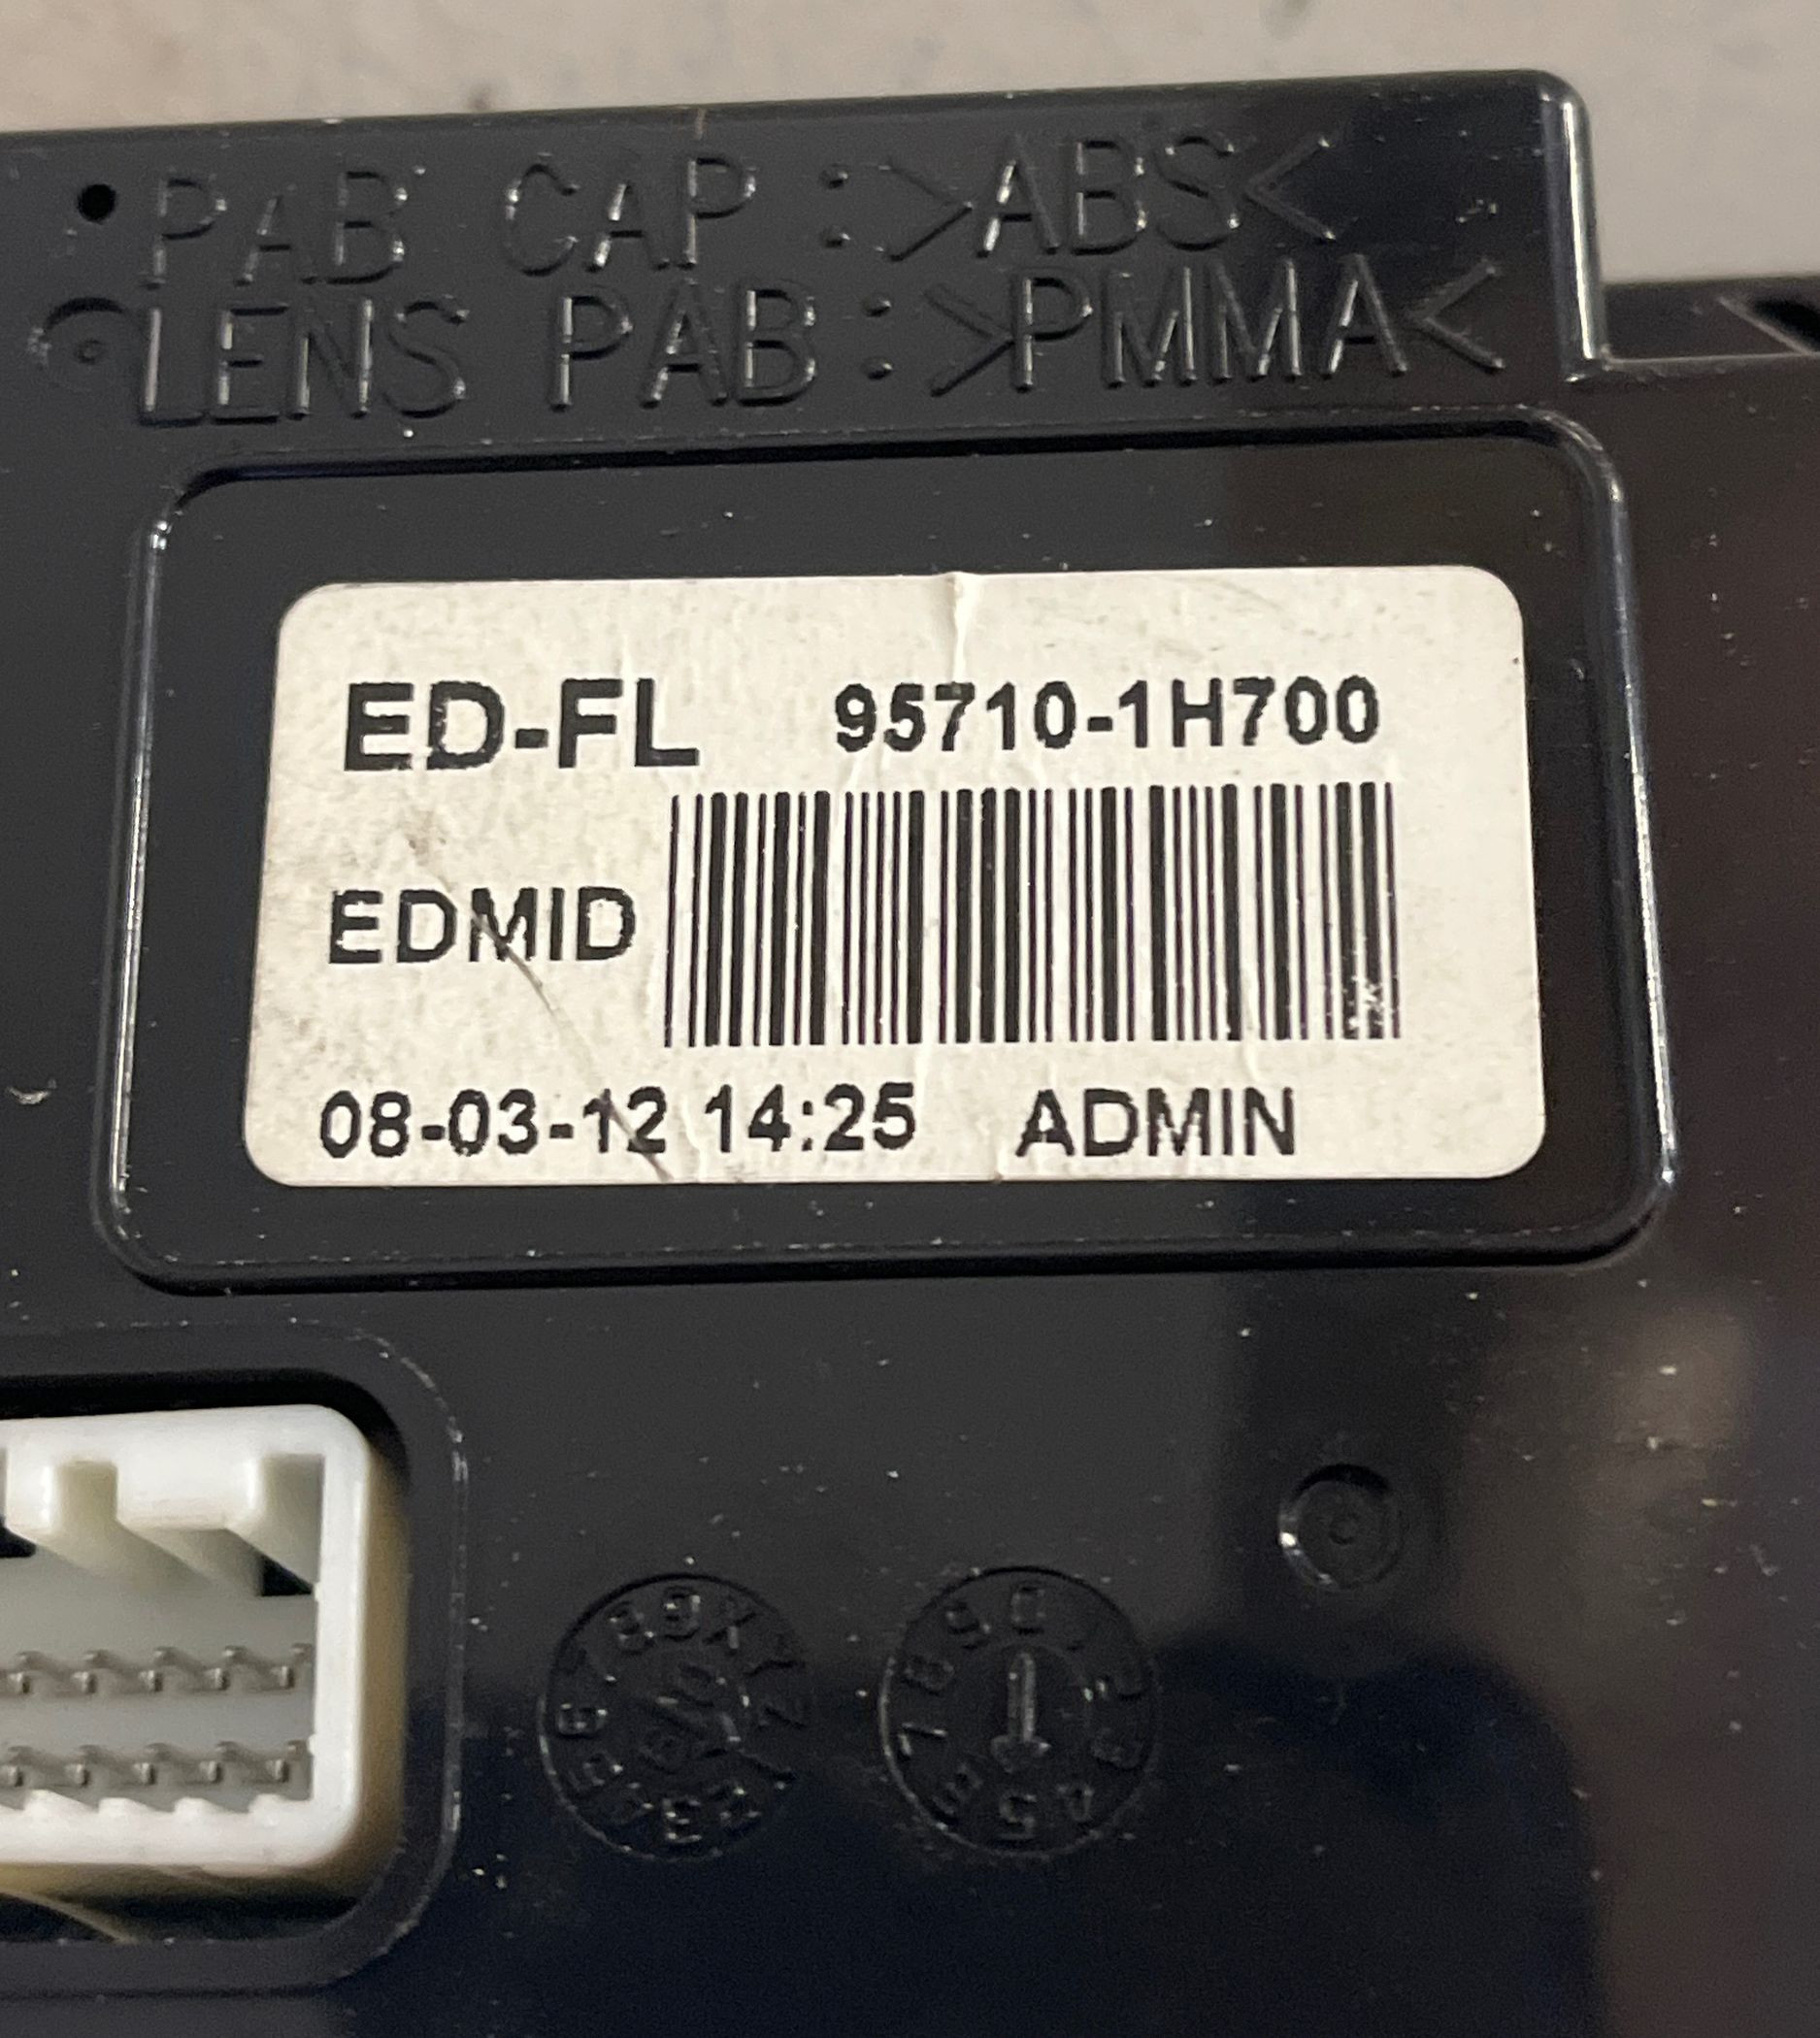 PAB CAP :>ABS<
LENS PAB:>PMMA<
ED-FL 95710-1H700
EDMID
08-03-12 14:25 ADMIN